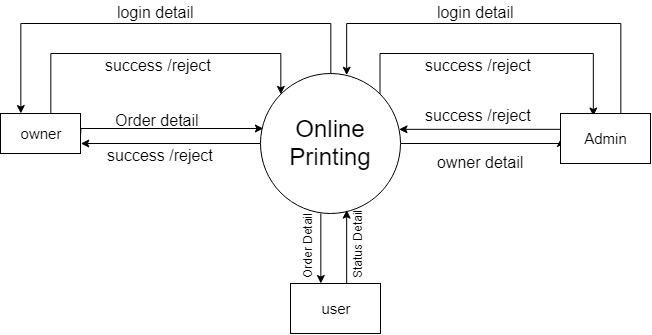 login detail
login detail
success /reject
success /reject
owner
Order detail
success /reject
Online
Printing
success /reject
owner detail
Admin
Order Detail
Status Detail
user